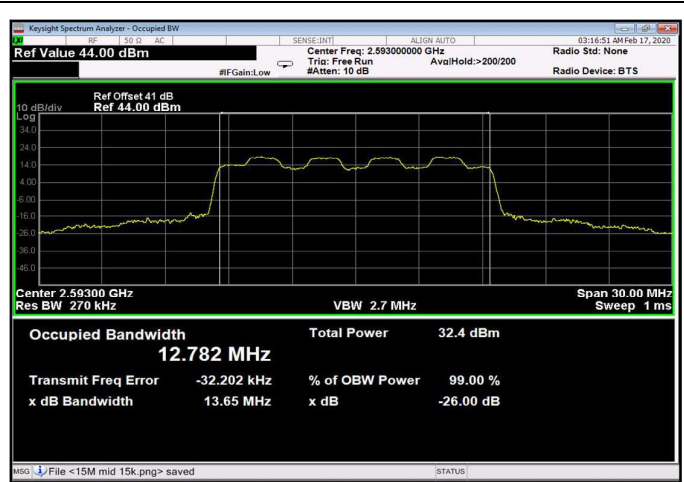 Keysight Spectrum Analyzer - Occupied BW
LXI RF 50 Ω AC SENSE:INT ALIGN AUTO 03:16:51 AM Feb 17, 2020
Ref Value 44.00 dBm Center Freq: 2.593000000 GHz Radio Std: None
Trig: Free Run Avg|Hold:>200/200
#IFGain:Low #Atten: 10 dB Radio Device: BTS
Ref Offset 41 dB
10 dB/div Ref 44.00 dBm
Log
34.0
24.0
14.0
4.00
-6.00
-16.0
-26.0
-36.0
-46.0
Center 2.59300 GHz Span 30.00 MHz
Res BW 270 kHz VBW 2.7 MHz Sweep 1 ms
Occupied Bandwidth Total Power 32.4 dBm
12.782 MHz
Transmit Freq Error -32.202 kHz % of OBW Power 99.00 %
x dB Bandwidth 13.65 MHz x dB -26.00 dB
MSG File <15M mid 15k.png> saved STATUS